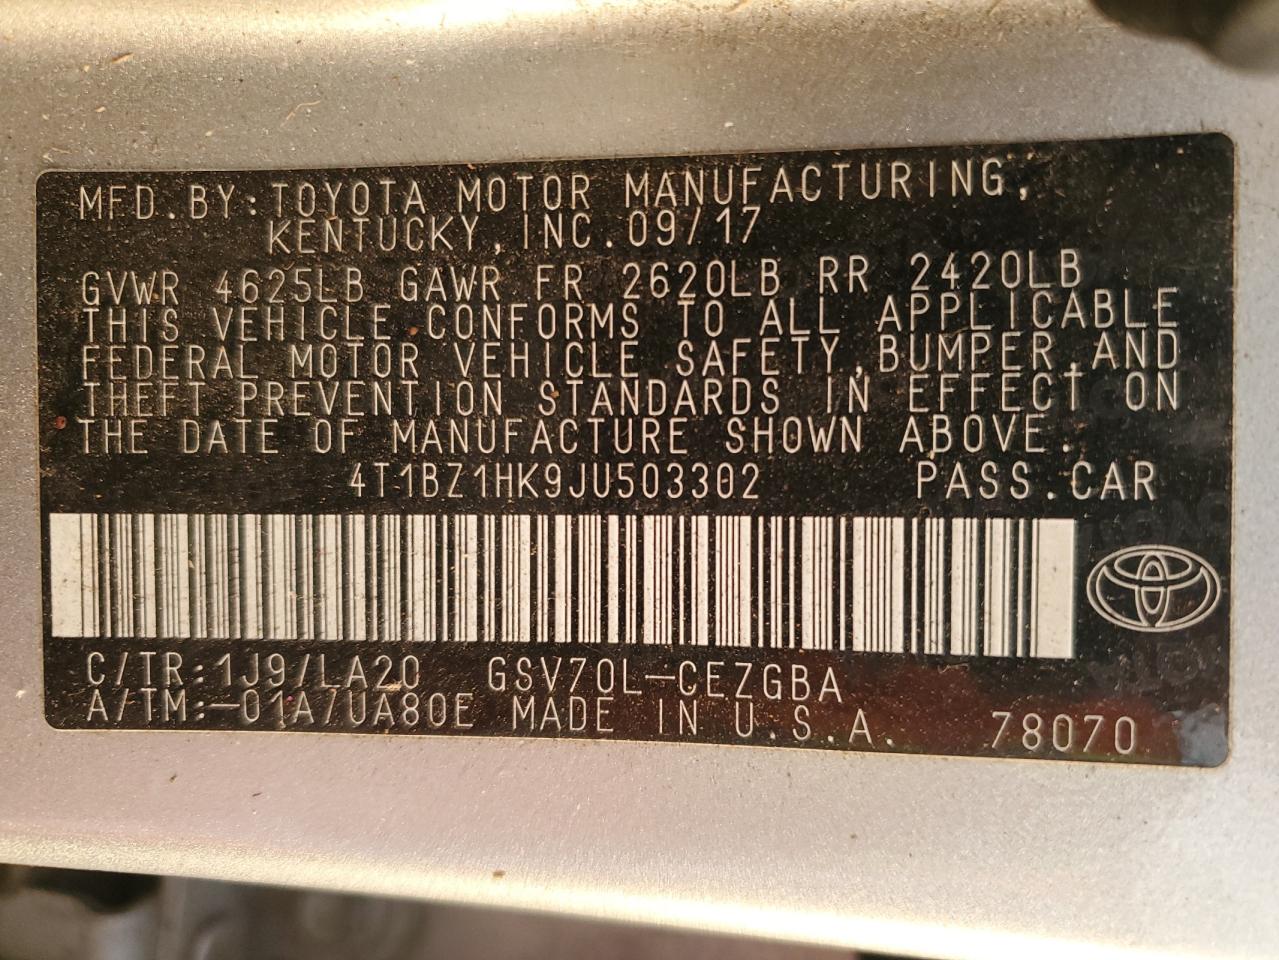 MFD.BY:TOYOTA MOTOR MANUFACTURING,
KENTUCKY,INC.09/17
GVWR 4625LB GAWR FR 2620LB RR 2420LB
THIS VEHICLE CONFORMS TO ALL APPLICABLE
FEDERAL MOTOR VEHICLE SAFETY,BUMPER,AND
THEFT PREVENTION STANDARDS IN EFFECT ON
THE DATE OF MANUFACTURE SHOWN ABOVE.
4T1BZ1HK9JU503302 PASS.CAR
C/TR:1J9/LA20 GSV70L-CEZGBA
A/TM:-01A/UA80E MADE IN U.S.A. 78070